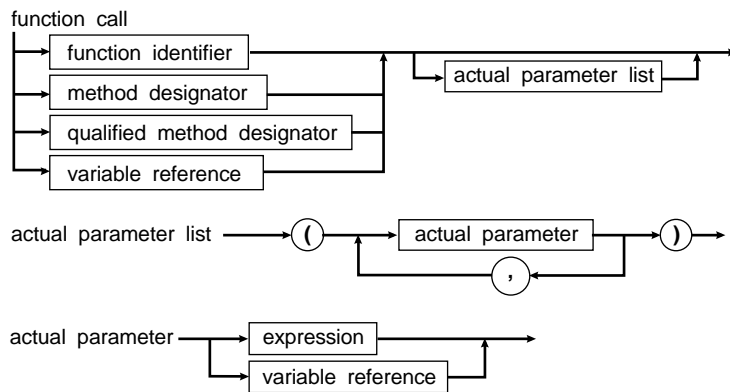 function call
function identifier
actual parameter list
method designator
qualified method designator
variable reference
actual parameter list ( actual parameter )
,
actual parameter expression
variable reference